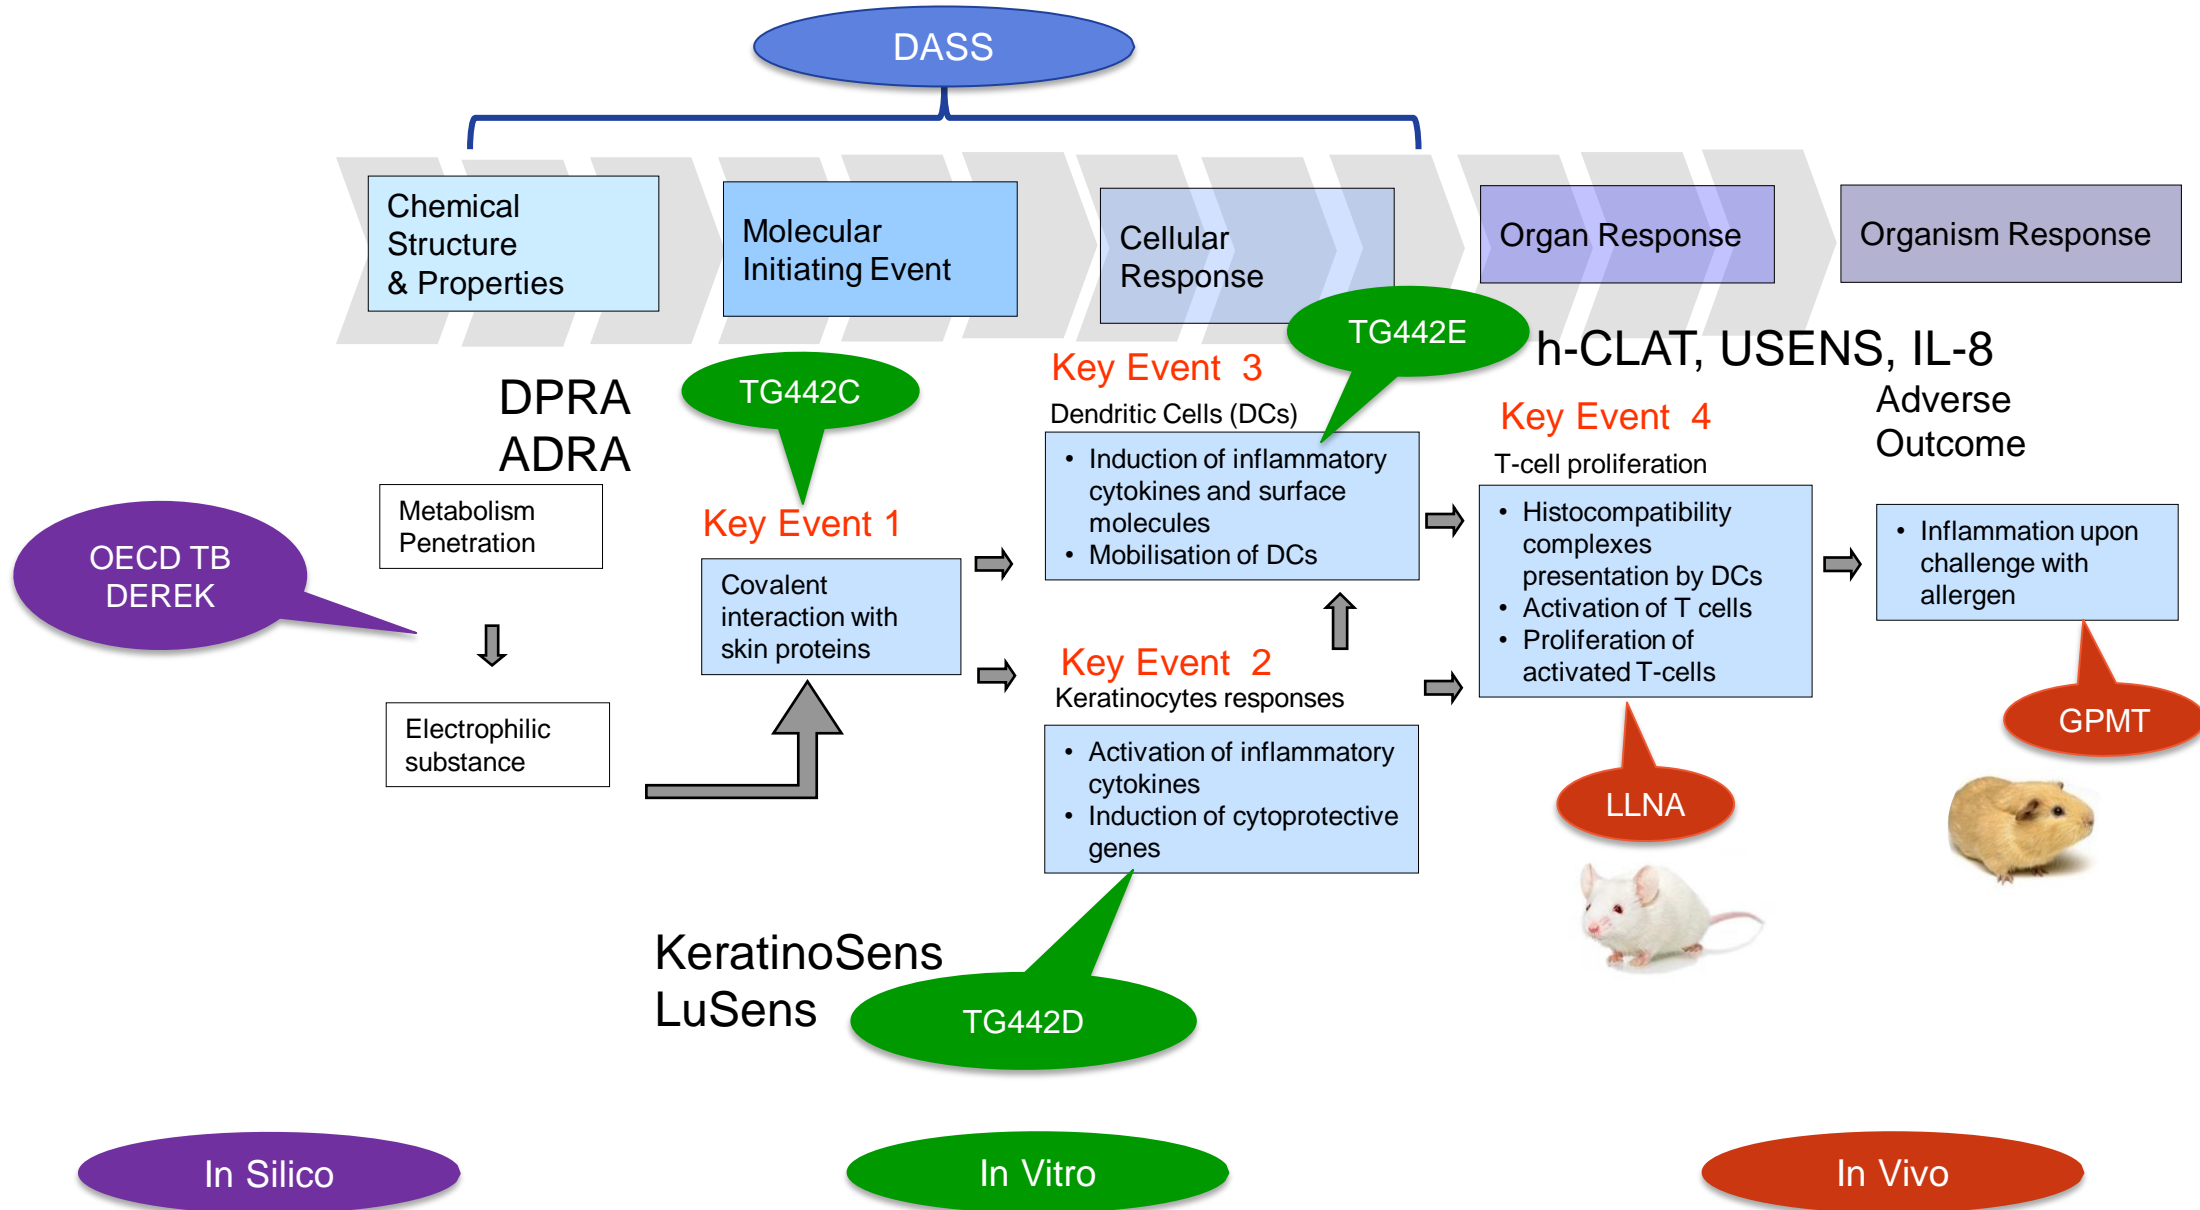 DASS
Chemical
Structure
& Properties
Molecular
Initiating Event
Cellular
Response
Organ Response
Organism Response
DPRA
ADRA
TG442C
TG442E
h-CLAT, USENS, IL-8
Metabolism
Penetration
OECD TB
DEREK
Electrophilic
substance
Key Event 1
Covalent
interaction with
skin proteins
Key Event 3
Dendritic Cells (DCs)
• Induction of inflammatory
cytokines and surface
molecules
• Mobilisation of DCs
Key Event 2
Keratinocytes responses
• Activation of inflammatory
cytokines
• Induction of cytoprotective
genes
KeratinoSens
LuSens
TG442D
Key Event 4
T-cell proliferation
• Histocompatibility
complexes
presentation by DCs
• Activation of T cells
• Proliferation of
activated T-cells
LLNA
Adverse
Outcome
• Inflammation upon
challenge with
allergen
GPMT
In Silico
In Vitro
In Vivo